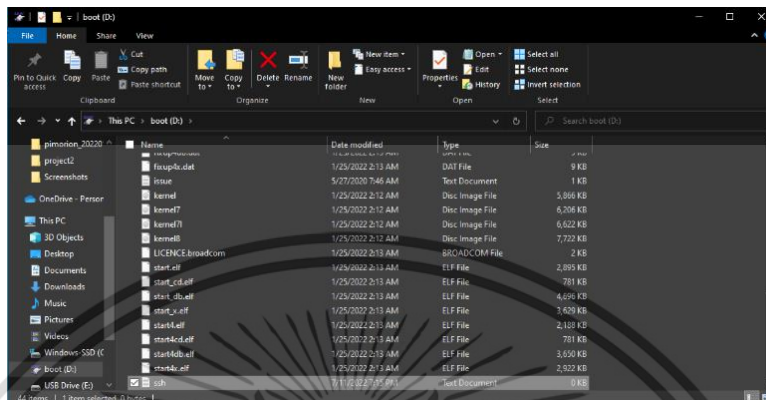 boot (D:)
File Home Share View
Pin to Quick access
Copy
Paste
Cut
Copy path
Paste shortcut
Clipboard
Move to
Copy to
Delete
Rename
Organize
New folder
New item
Easy access
New
Properties
Open
Edit
History
Open
Select all
Select none
Invert selection
Select
This PC > boot (D:) >
Search boot (D:)
pimorion_20220
project2
Screenshots
OneDrive - Person
This PC
3D Objects
Desktop
Documents
Downloads
Music
Pictures
Videos
Windows-SSD (C
boot (D:)
USB Drive (E:)
Name Date modified Type Size
fixup4x.dat 1/25/2022 2:13 AM DAT File 9 KB
issue 5/27/2020 7:46 AM Text Document 1 KB
kernel 1/25/2022 2:12 AM Disc Image File 5,866 KB
kernel7 1/25/2022 2:12 AM Disc Image File 6,206 KB
kernel7l 1/25/2022 2:12 AM Disc Image File 6,622 KB
kernel8 1/25/2022 2:12 AM Disc Image File 7,722 KB
LICENCE.broadcom 1/25/2022 2:13 AM BROADCOM File 2 KB
start.elf 1/25/2022 2:13 AM ELF File 2,895 KB
start_cd.elf 1/25/2022 2:13 AM ELF File 781 KB
start_db.elf 1/25/2022 2:13 AM ELF File 4,696 KB
start_x.elf 1/25/2022 2:13 AM ELF File 3,629 KB
start4.elf 1/25/2022 2:13 AM ELF File 2,188 KB
start4cd.elf 1/25/2022 2:13 AM ELF File 781 KB
start4db.elf 1/25/2022 2:13 AM ELF File 3,650 KB
start4x.elf 1/25/2022 2:13 AM ELF File 2,922 KB
ssh 7/11/2022 7:15 PM Text Document 0 KB
44 items 1 item selected 0 bytes